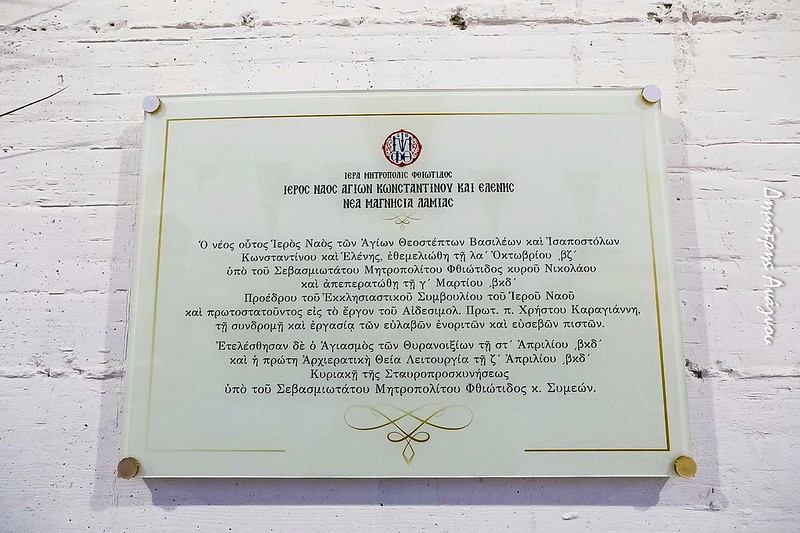 ΙΕΡΑ ΜΗΤΡΟΠΟΛΙΣ ΦΘΙΩΤΙΔΟΣ
ΙΕΡΟΣ ΝΑΟΣ ΑΓΙΩΝ ΚΩΝΣΤΑΝΤΙΝΟΥ ΚΑΙ ΕΛΕΝΗΣ
ΝΕΑ ΜΑΓΝΗΣΙΑ ΛΑΜΙΑΣ
Ὁ νέος οὗτος Ἱερὸς Ναὸς τῶν Ἁγίων Θεοστέπτων Βασιλέων καὶ Ἰσαποστόλων
Κωνσταντίνου καὶ Ἑλένης, ἐθεμελιώθη τῇ λα΄ Ὀκτωβρίου ͵βζ΄
ὑπὸ τοῦ Σεβασμιωτάτου Μητροπολίτου Φθιώτιδος κυροῦ Νικολάου
καὶ ἀπεπερατώθη τῇ γ΄ Μαρτίου ͵βκδ΄
Προέδρου τοῦ Ἐκκλησιαστικοῦ Συμβουλίου τοῦ Ἱεροῦ Ναοῦ
καὶ πρωτοστατοῦντος εἰς τὸ ἔργον τοῦ Αἰδεσιμολ. Πρωτ. π. Χρήστου Καραγιάννη,
τῇ συνδρομῇ καὶ ἐργασίᾳ τῶν εὐλαβῶν ἐνοριτῶν καὶ εὐσεβῶν πιστῶν.
Ἐτελέσθησαν δὲ ὁ Ἁγιασμὸς τῶν Θυρανοιξίων τῇ στ΄ Ἀπριλίου ͵βκδ΄
καὶ ἡ πρώτη Ἀρχιερατικὴ Θεία Λειτουργία τῇ ζ΄ Ἀπριλίου ͵βκδ΄
Κυριακῇ τῆς Σταυροπροσκυνήσεως
ὑπὸ τοῦ Σεβασμιωτάτου Μητροπολίτου Φθιώτιδος κ. Συμεών.
Δημήτρης